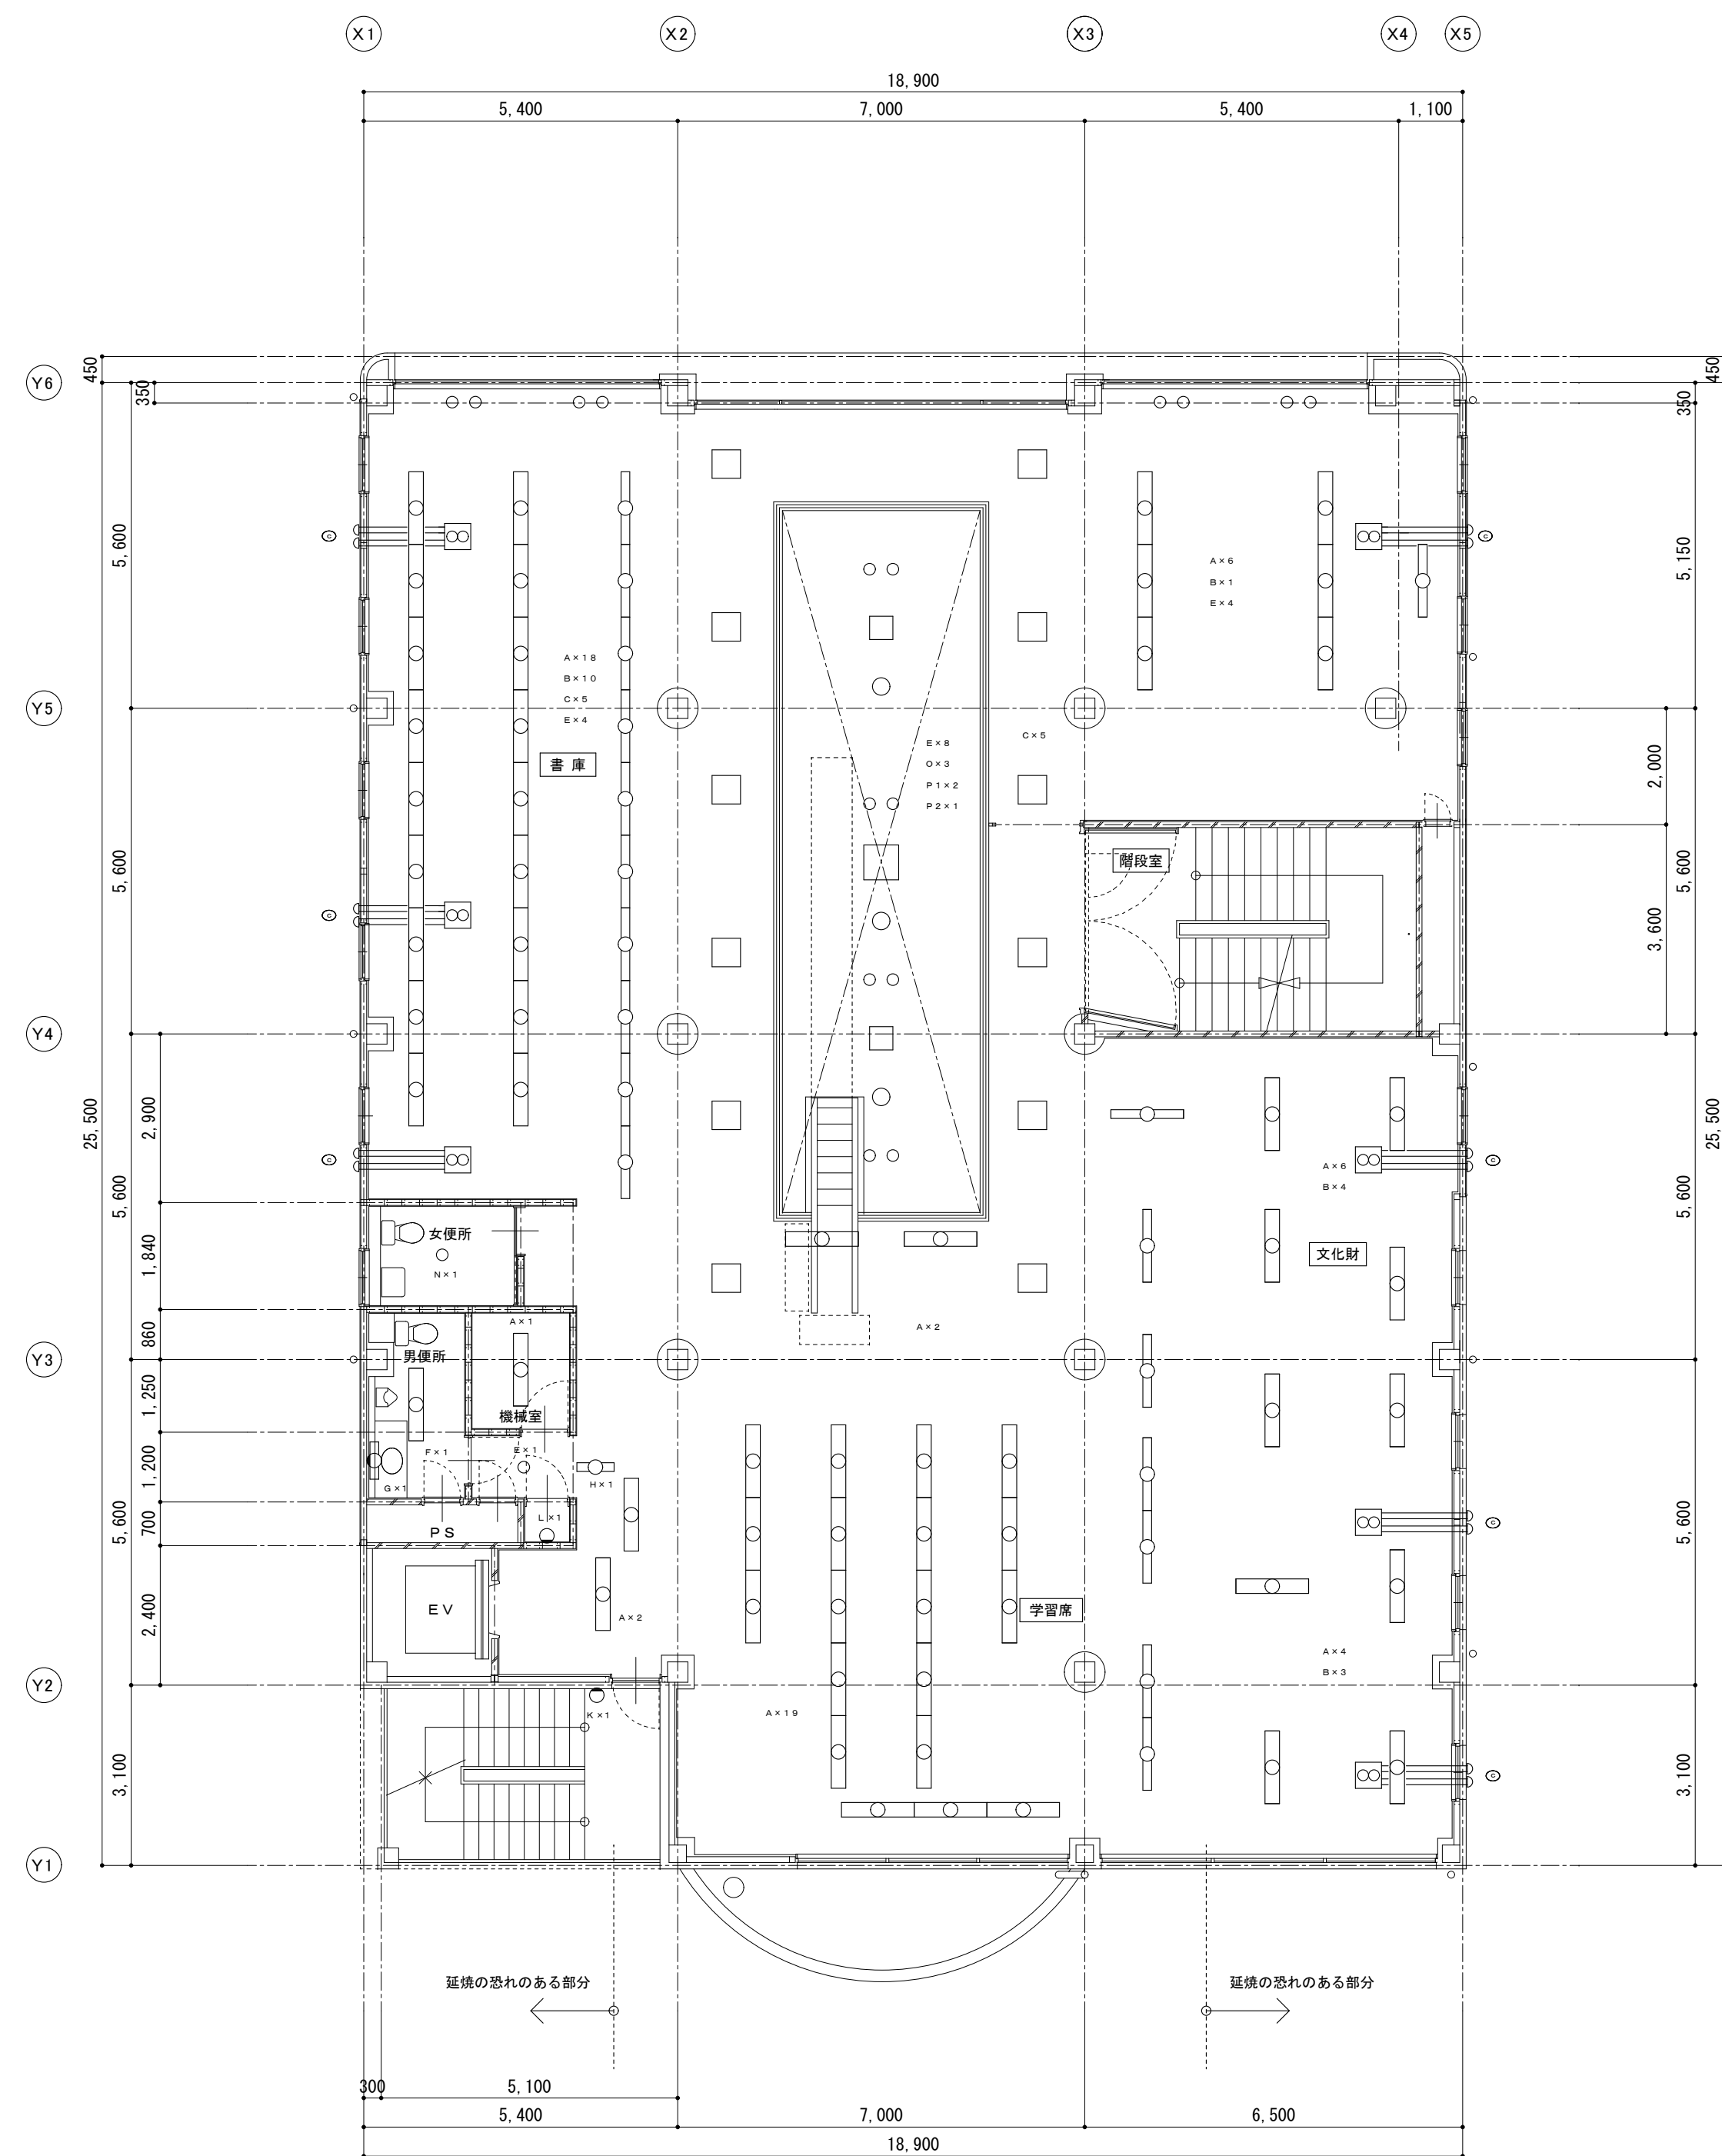 X1 X2 X3 X4 X5
18,900
5,400 7,000 5,400 1,100
450 450
Y6
350 350
5,600 5,150
A×6
B×1
E×4
A×18
B×10
C×5
E×4
Y5
C×5
E×8
O×3
P1×2
P2×1
書庫
2,000
階段室
5,600 5,600
3,600
Y4
2,900
25,500 25,500
A×6
B×4
5,600 5,600
女便所
文化財
1,840
N×1
A×1
A×2
860
男便所
Y3
1,250
機械室
F×1
E×1
1,200
G×1
H×1
L×1
700
PS
5,600 5,600
EV
学習席
A×2
2,400
A×4
B×3
Y2
K×1
A×19
3,100 3,100
Y1
延焼の恐れのある部分 延焼の恐れのある部分
300 5,100
5,400 7,000 6,500
18,900
C
C
C
C
C
C
C